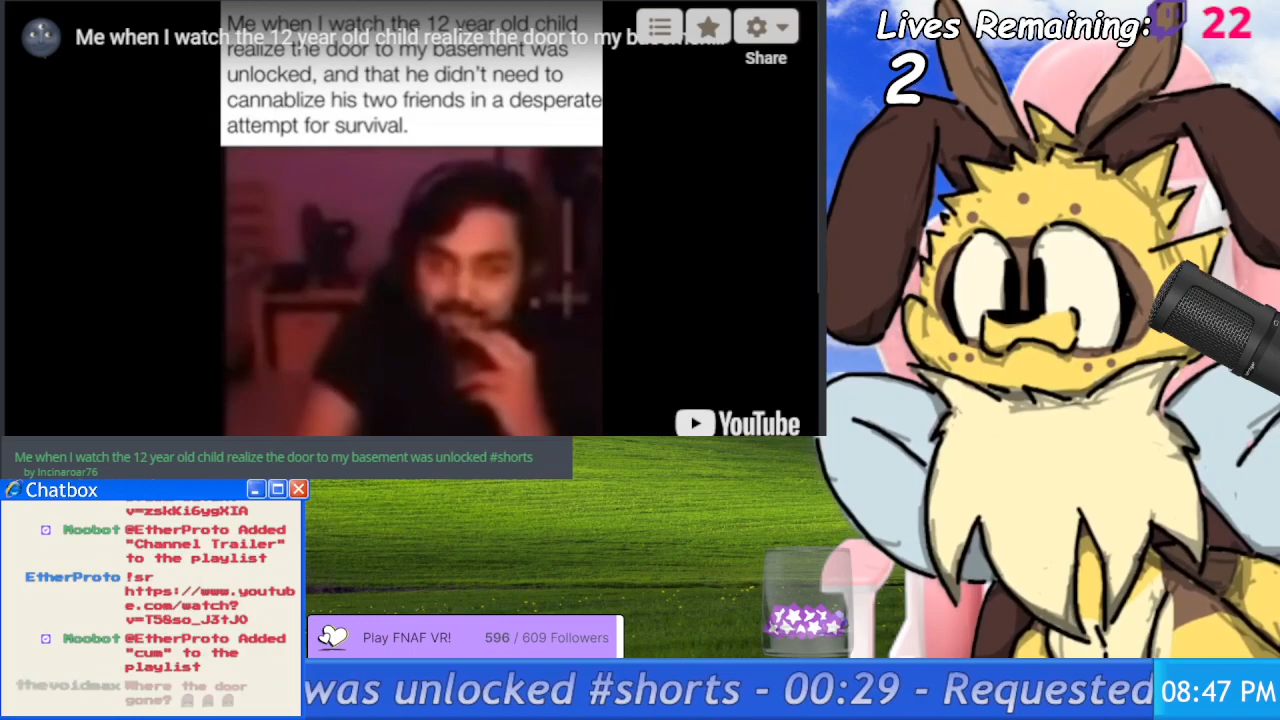 Me when I watch the 12 year old child
Me when I watch the 12 year old child realize the door to my
realize the door to my basement was
unlocked, and that he didn't need to
cannablize his two friends in a desperate
attempt for survival.
Share
YouTube
Lives Remaining:
22
2
Me when I watch the 12 year old child realize the door to my basement was unlocked #shorts
by Incinaroar76
Chatbox
v=zskKi6ygXIA
Moobot @EtherProto Added
"Channel Trailer"
to the playlist
EtherProto !sr
https://www.youtub
e.com/watch?
v=T58so_J3tJ0
Moobot @EtherProto Added
"cum" to the
playlist
thevoidmax Where the door
gone?
Play FNAF VR! 596 / 609 Followers
was unlocked #shorts - 00:29 - Requested
08:47 PM